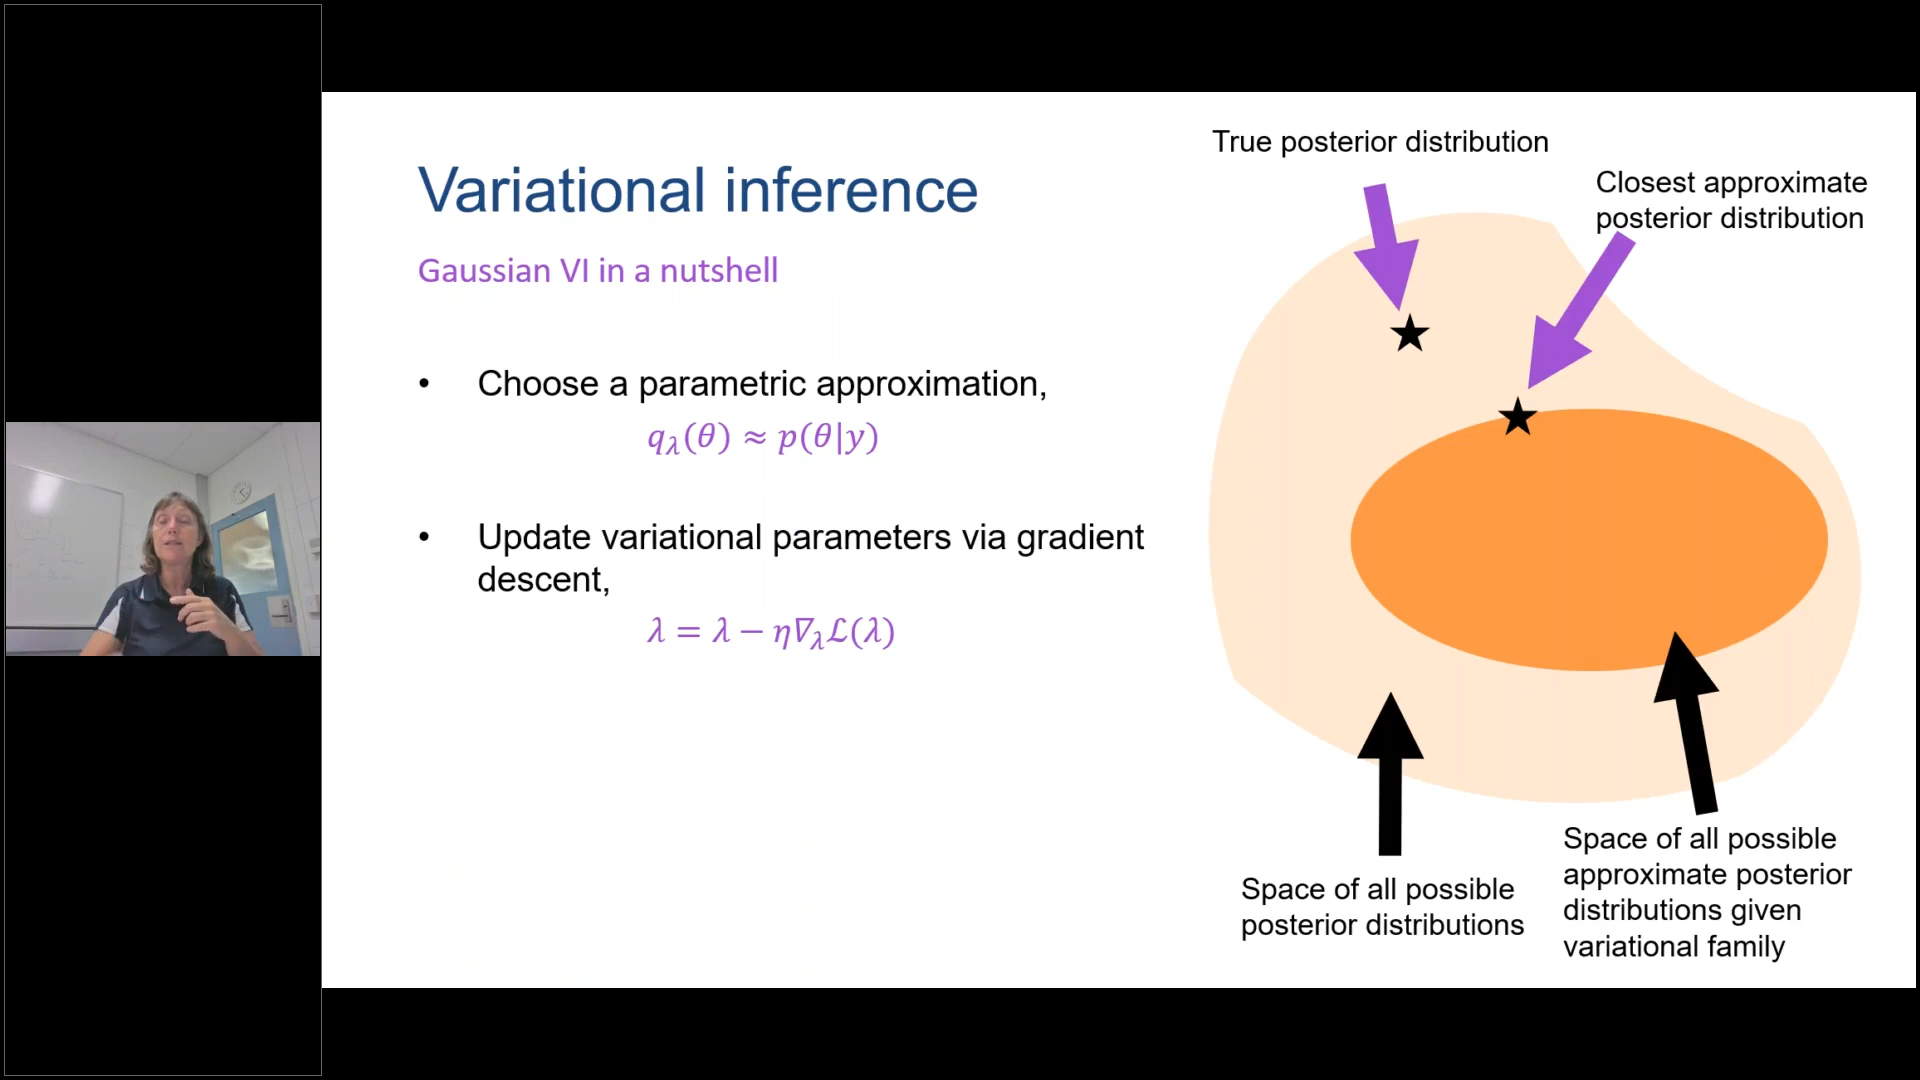 Variational inference
Gaussian VI in a nutshell
• Choose a parametric approximation,
q_λ(θ) ≈ p(θ|y)
• Update variational parameters via gradient
descent,
λ = λ − η∇_λℒ(λ)
True posterior distribution
Closest approximate
posterior distribution
Space of all possible
posterior distributions
Space of all possible
approximate posterior
distributions given
variational family